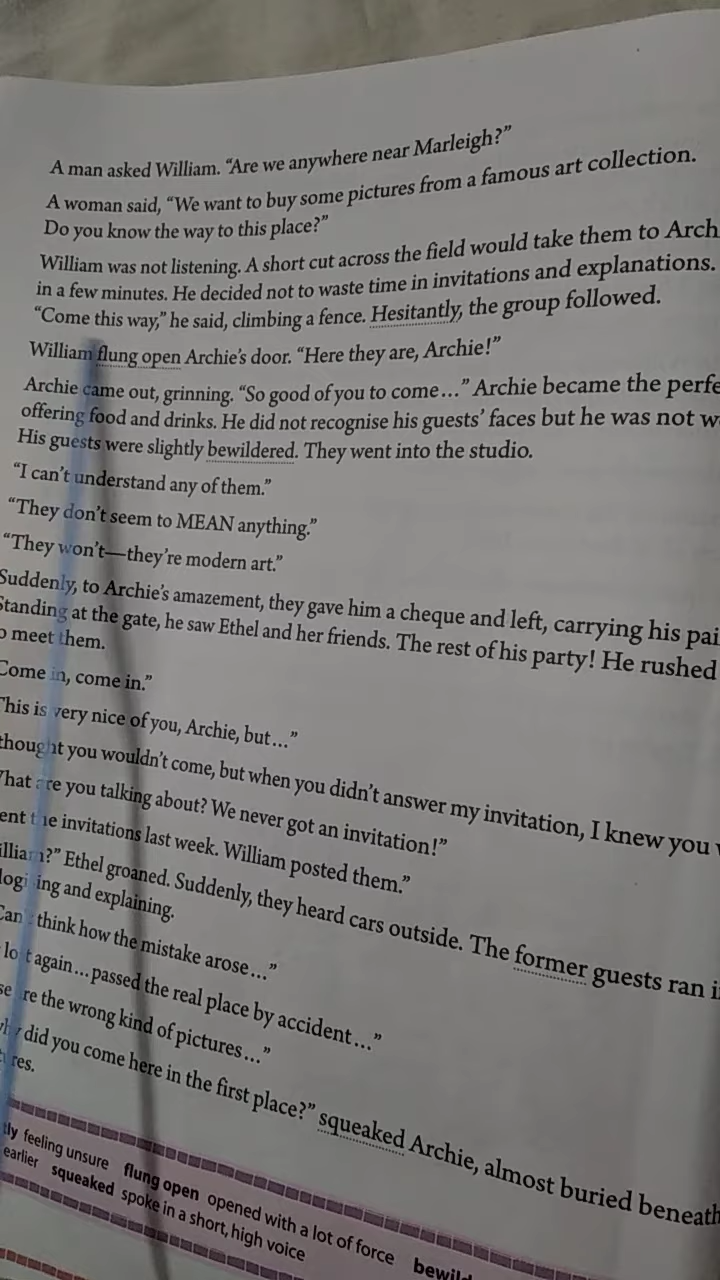 A man asked William. “Are we anywhere near Marleigh?”
A woman said, “We want to buy some pictures from a famous art collection.
Do you know the way to this place?”
William was not listening. A short cut across the field would take them to Arch
in a few minutes. He decided not to waste time in invitations and explanations.
“Come this way,” he said, climbing a fence. Hesitantly, the group followed.
William flung open Archie’s door. “Here they are, Archie!”
Archie came out, grinning. “So good of you to come…” Archie became the perfe
offering food and drinks. He did not recognise his guests’ faces but he was not w
His guests were slightly bewildered. They went into the studio.
“I can’t understand any of them.”
“They don’t seem to MEAN anything.”
“They won’t—they’re modern art.”
Suddenly, to Archie’s amazement, they gave him a cheque and left, carrying his pai
Standing at the gate, he saw Ethel and her friends. The rest of his party! He rushed
o meet them.
Come in, come in.”
This is very nice of you, Archie, but…”
thought you wouldn’t come, but when you didn’t answer my invitation, I knew you
What are you talking about? We never got an invitation!”
ent the invitations last week. William posted them.”
illiam?” Ethel groaned. Suddenly, they heard cars outside. The former guests ran i
logising and explaining.
Can’t think how the mistake arose…”
lost again…passed the real place by accident…”
se are the wrong kind of pictures…”
why did you come here in the first place?” squeaked Archie, almost buried beneath
tures.
tly feeling unsure flung open opened with a lot of force bewild
earlier squeaked spoke in a short, high voice